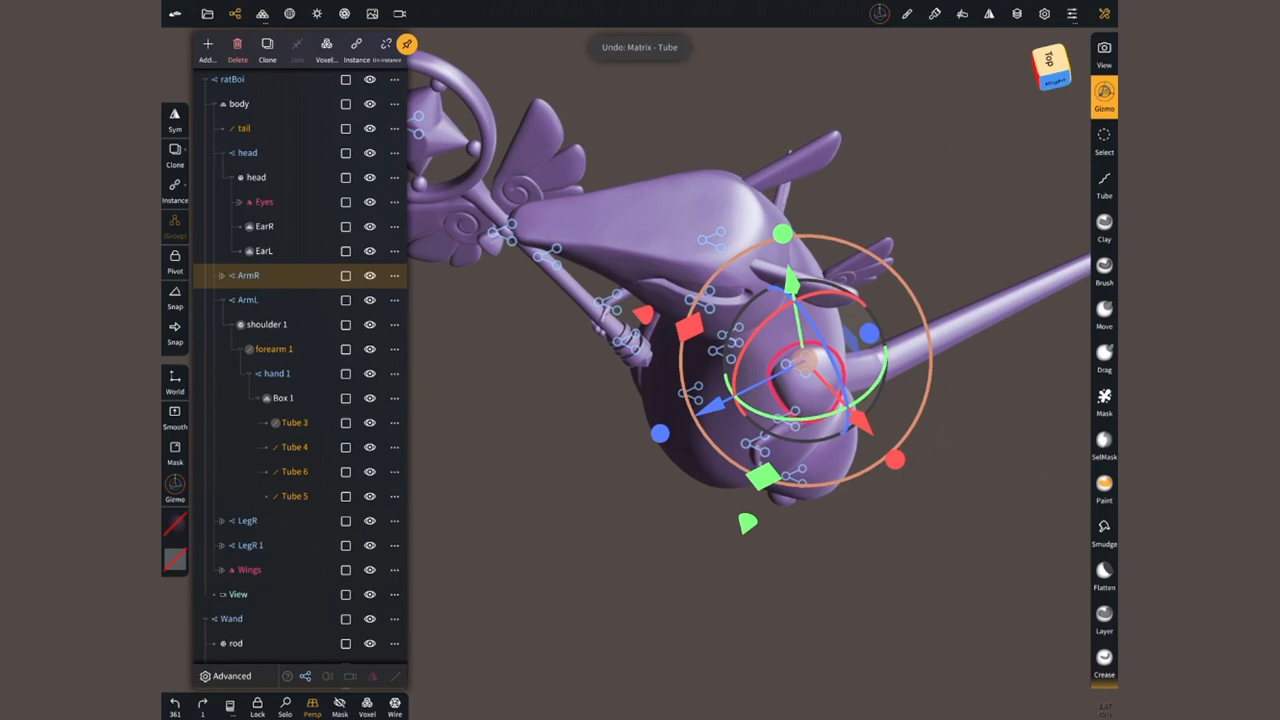 Undo: Matrix - Tube
TOP
Right
Add...
Delete
Clone
Join
Voxel...
Instance
Un-instance
ratBoi
body
tail
head
head
Eyes
EarR
EarL
ArmR
ArmL
shoulder 1
forearm 1
hand 1
Box 1
Tube 3
Tube 4
Tube 6
Tube 5
LegR
LegR 1
Wings
View
Wand
rod
Advanced
Sym
Clone
Instance
(Group)
Pivot
Snap
Snap
World
Smooth
Mask
Gizmo
361
1
...
Lock
Solo
Persp
Mask
Voxel
Wire
View
Gizmo
Select
Tube
Clay
Brush
Move
Drag
Mask
SelMask
Paint
Smudge
Flatten
Layer
Crease